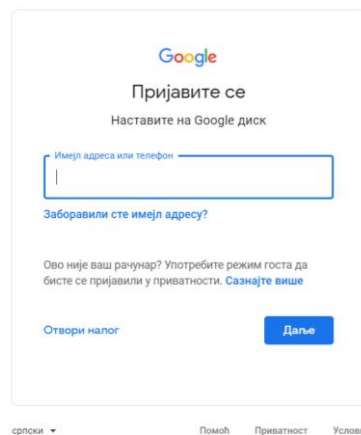 Google
Пријавите се
Наставите на Google диск
Имејл адреса или телефон
Заборавили сте имејл адресу?
Ово није ваш рачунар? Употребите режим госта да
бисте се пријавили у приватности. Сазнајте више
Отвори налог
Даље
српски
Помоћ
Приватност